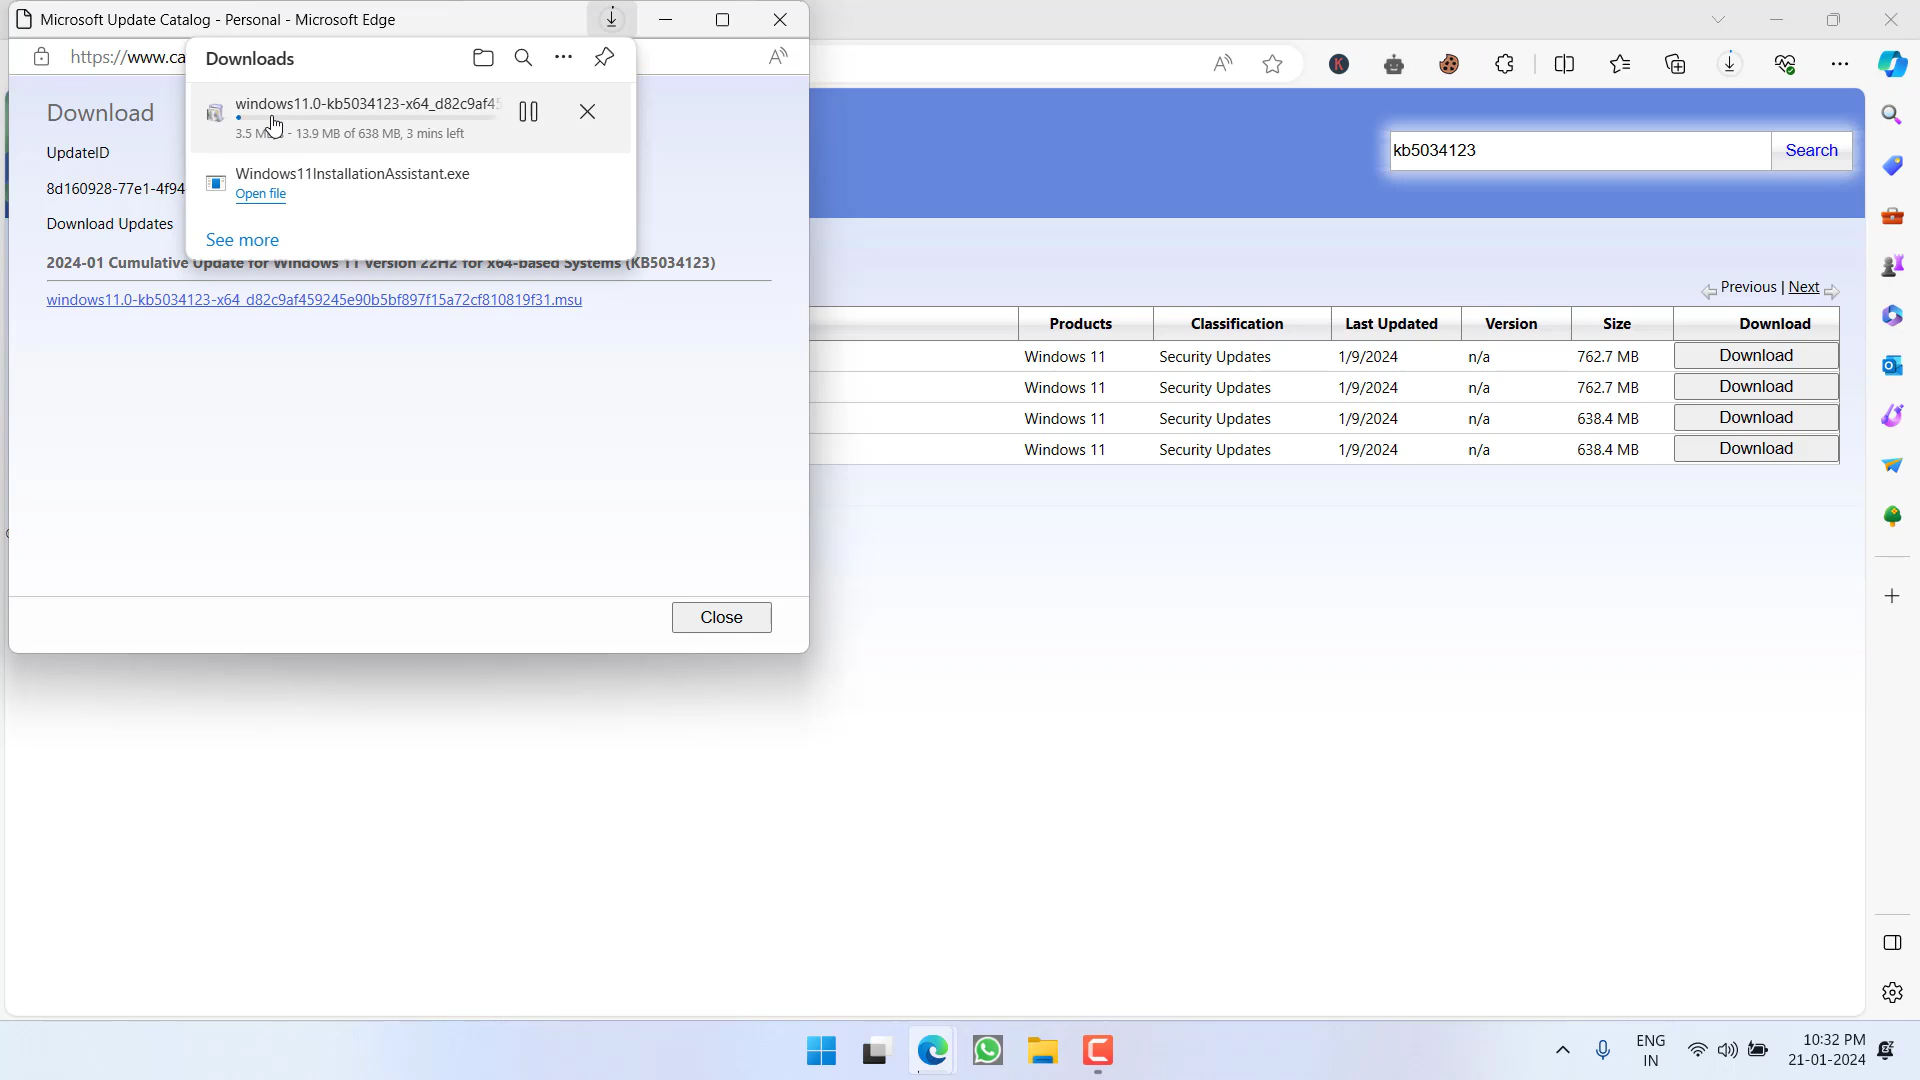 Microsoft Update Catalog - Personal - Microsoft Edge
https://www.ca
Downloads
windows11.0-kb5034123-x64_d82c9af45
3.5 M - 13.9 MB of 638 MB, 3 mins left
Windows11InstallationAssistant.exe
Open file
See more
Download
UpdateID
8d160928-77e1-4f94
Download Updates
2024-01 Cumulative Update for Windows 11 Version 22H2 for x64-based Systems (KB5034123)
windows11.0-kb5034123-x64_d82c9af459245e90b5bf897f15a72cf810819f31.msu
Close
K
kb5034123 Search
Previous | Next
Products Classification Last Updated Version Size Download
Windows 11 Security Updates 1/9/2024 n/a 762.7 MB Download
Windows 11 Security Updates 1/9/2024 n/a 762.7 MB Download
Windows 11 Security Updates 1/9/2024 n/a 638.4 MB Download
Windows 11 Security Updates 1/9/2024 n/a 638.4 MB Download
ENG
IN
10:32 PM
21-01-2024